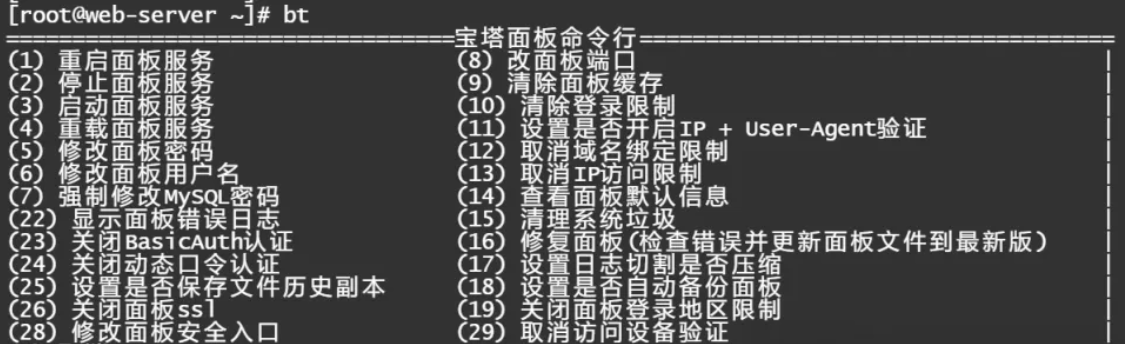 [root@web-server ~]# bt
==================================宝塔面板命令行====================================
(1) 重启面板服务 (8) 改面板端口 |
(2) 停止面板服务 (9) 清除面板缓存 |
(3) 启动面板服务 (10) 清除登录限制 |
(4) 重载面板服务 (11) 设置是否开启IP + User-Agent验证 |
(5) 修改面板密码 (12) 取消域名绑定限制 |
(6) 修改面板用户名 (13) 取消IP访问限制 |
(7) 强制修改MySQL密码 (14) 查看面板默认信息 |
(22) 显示面板错误日志 (15) 清理系统垃圾 |
(23) 关闭BasicAuth认证 (16) 修复面板(检查错误并更新面板文件到最新版) |
(24) 关闭动态口令认证 (17) 设置日志切割是否压缩 |
(25) 设置是否保存文件历史副本 (18) 设置是否自动备份面板 |
(26) 关闭面板ssl (19) 关闭面板登录地区限制 |
(28) 修改面板安全入口 (29) 取消访问设备验证 |